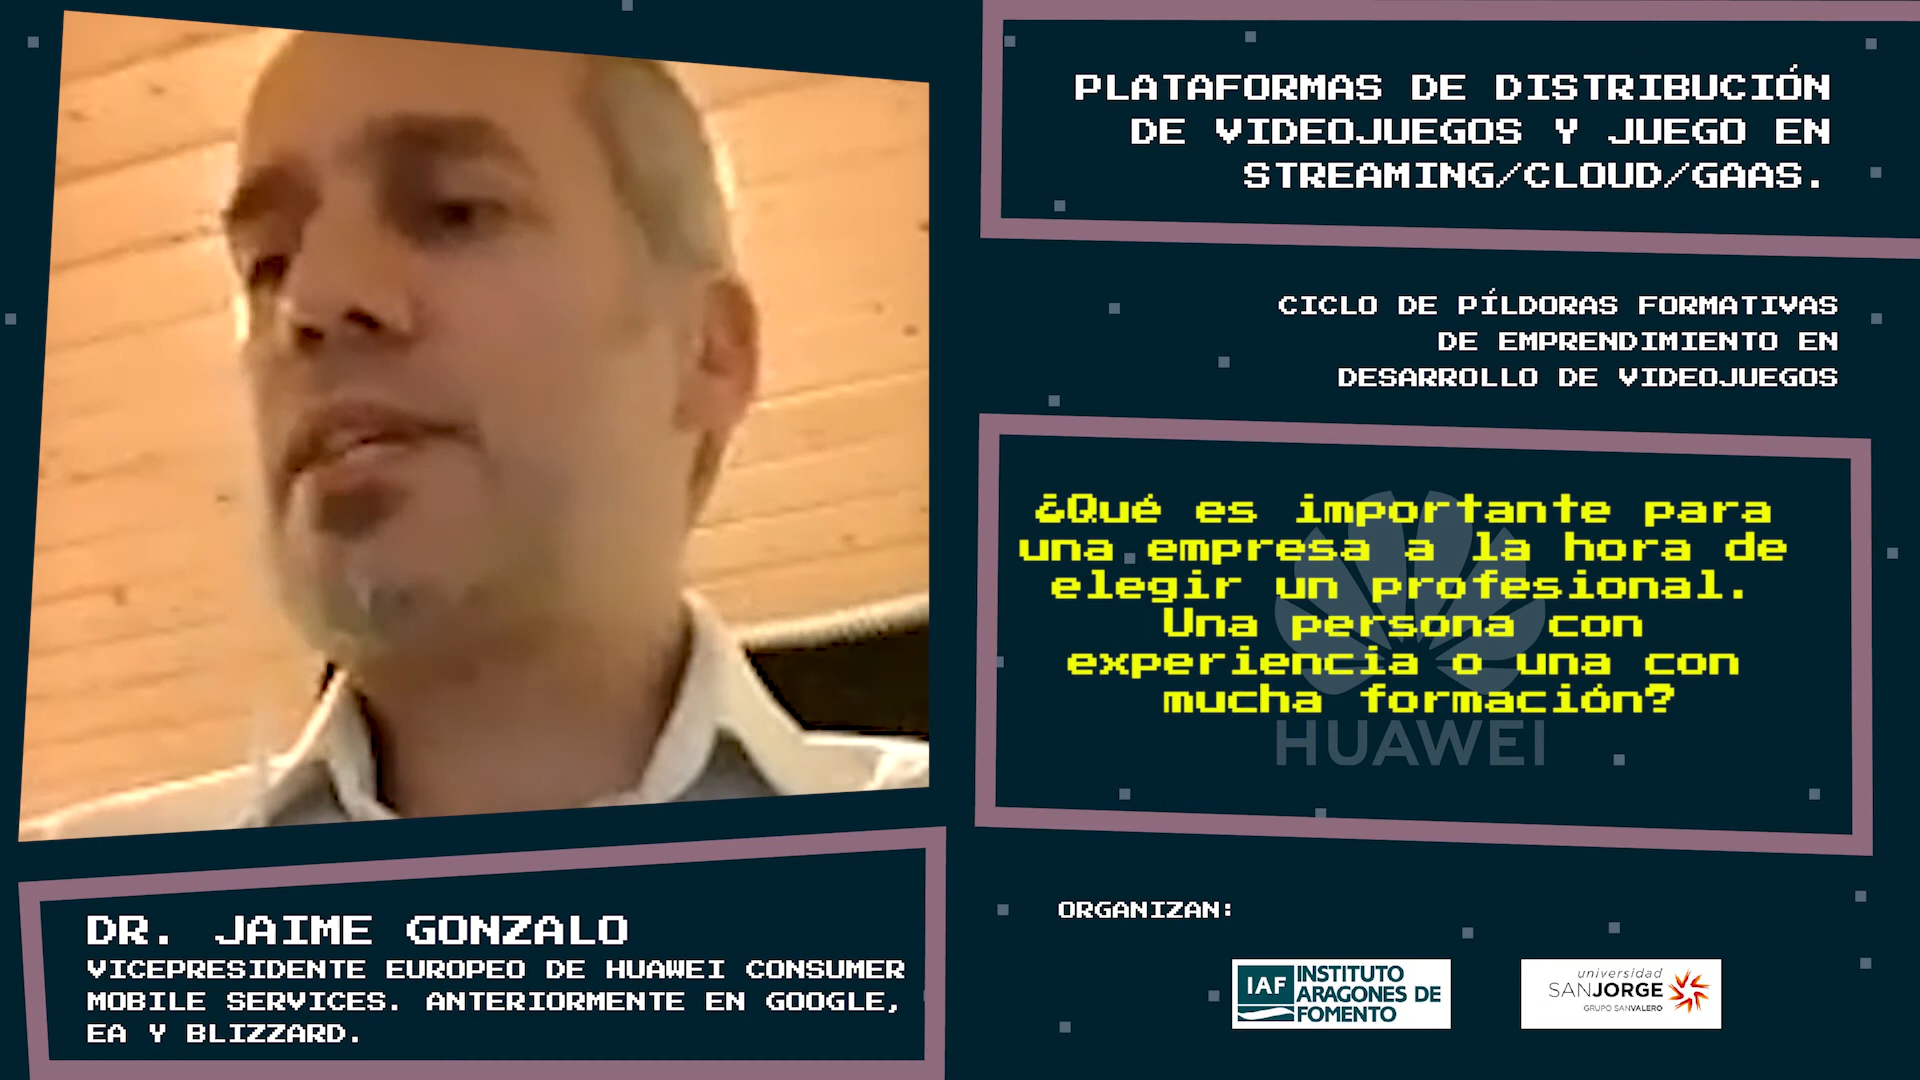 PLATAFORMAS DE DISTRIBUCIÓN
DE VIDEOJUEGOS Y JUEGO EN
STREAMING/CLOUD/GAAS.
CICLO DE PÍLDORAS FORMATIVAS
DE EMPRENDIMIENTO EN
DESARROLLO DE VIDEOJUEGOS
¿Qué es importante para
una empresa a la hora de
elegir un profesional.
Una persona con
experiencia o una con
mucha formación?
HUAWEI
DR. JAIME GONZALO
VICEPRESIDENTE EUROPEO DE HUAWEI CONSUMER
MOBILE SERVICES. ANTERIORMENTE EN GOOGLE,
EA Y BLIZZARD.
ORGANIZAN:
IAF INSTITUTO
ARAGONES DE
FOMENTO
universidad
SANJORGE
GRUPO SANVALERO